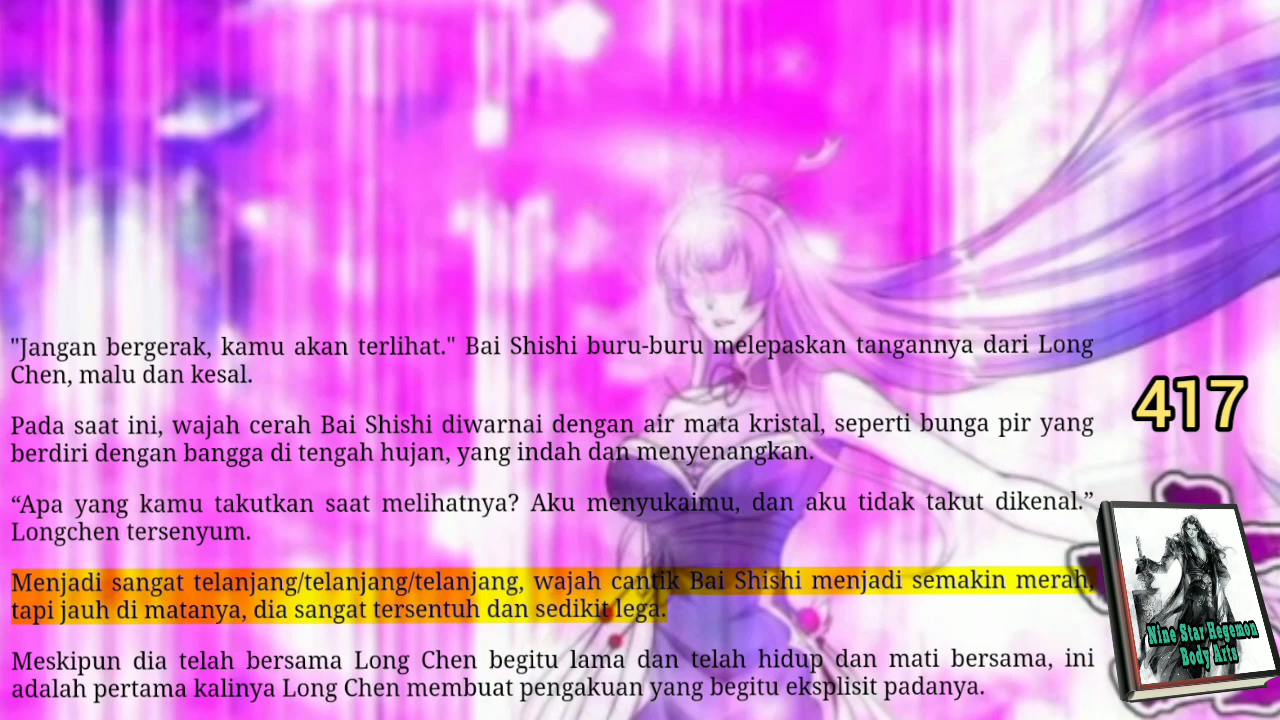 "Jangan bergerak, kamu akan terlihat." Bai Shishi buru-buru melepaskan tangannya dari Long
Chen, malu dan kesal.
Pada saat ini, wajah cerah Bai Shishi diwarnai dengan air mata kristal, seperti bunga pir yang
berdiri dengan bangga di tengah hujan, yang indah dan menyenangkan.
“Apa yang kamu takutkan saat melihatnya? Aku menyukaimu, dan aku tidak takut dikenal.”
Longchen tersenyum.
Menjadi sangat telanjang/telanjang/telanjang, wajah cantik Bai Shishi menjadi semakin merah,
tapi jauh di matanya, dia sangat tersentuh dan sedikit lega.
Meskipun dia telah bersama Long Chen begitu lama dan telah hidup dan mati bersama, ini
adalah pertama kalinya Long Chen membuat pengakuan yang begitu eksplisit padanya.
417
Nine Star Hegemon
Body Arts